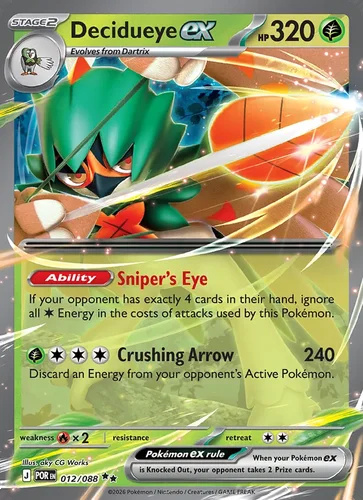 STAGE2 Decidueye ex HP 320
Evolves from Dartrix
Ability Sniper's Eye
If your opponent has exactly 4 cards in their hand, ignore
all Energy in the costs of attacks used by this Pokémon.
Crushing Arrow 240
Discard an Energy from your opponent's Active Pokémon.
weakness ×2 resistance retreat
Illus. aky CG Works
Pokémon ex rule When your Pokémon ex
is Knocked Out, your opponent takes 2 Prize cards.
J POR EN 012/088
©2026 Pokémon / Nintendo / Creatures / GAME FREAK